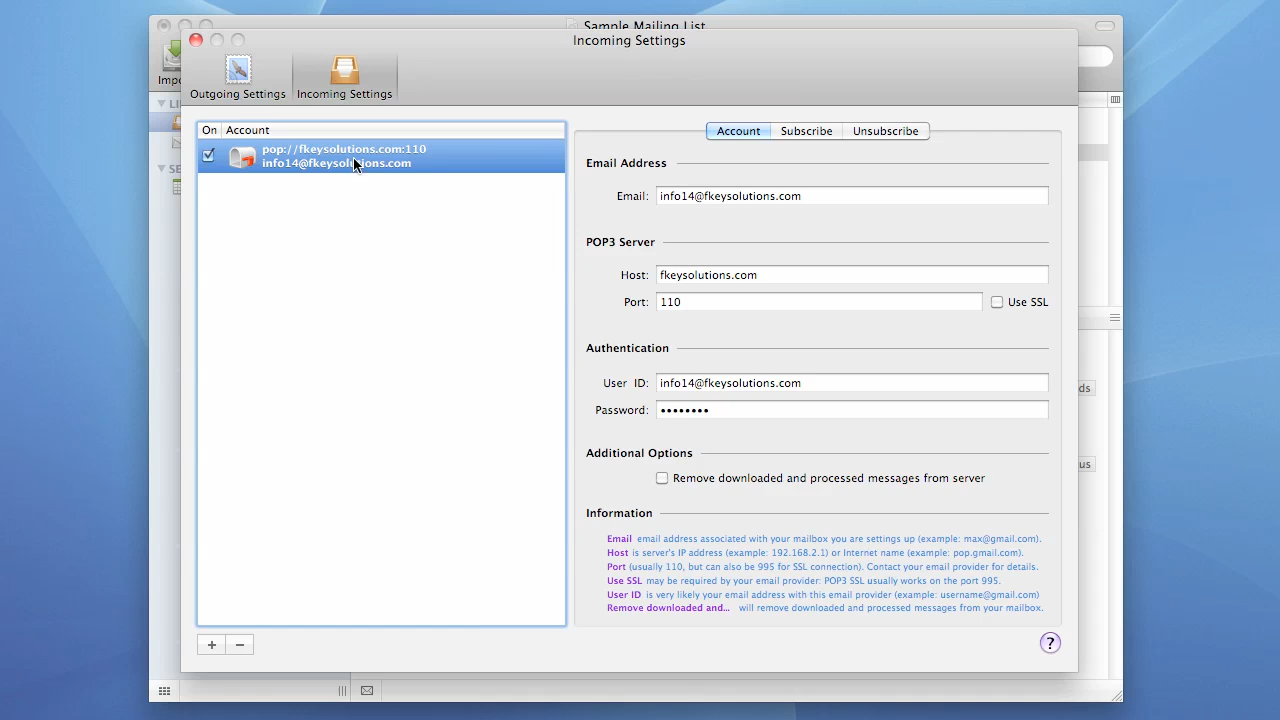 Sample Mailing List
Incoming Settings
Outgoing Settings
Incoming Settings
On Account
pop://fkeysolutions.com:110
info14@fkeysolutions.com
Account Subscribe Unsubscribe
Email Address
Email: info14@fkeysolutions.com
POP3 Server
Host: fkeysolutions.com
Port: 110 Use SSL
Authentication
User ID: info14@fkeysolutions.com
Password: ••••••••
Additional Options
Remove downloaded and processed messages from server
Information
Email email address associated with your mailbox you are settings up (example: max@gmail.com).
Host is server's IP address (example: 192.168.2.1) or Internet name (example: pop.gmail.com).
Port (usually 110, but can also be 995 for SSL connection). Contact your email provider for details.
Use SSL may be required by your email provider: POP3 SSL usually works on the port 995.
User ID is very likely your email address with this email provider (example: username@gmail.com)
Remove downloaded and... will remove downloaded and processed messages from your mailbox.
+ −
?